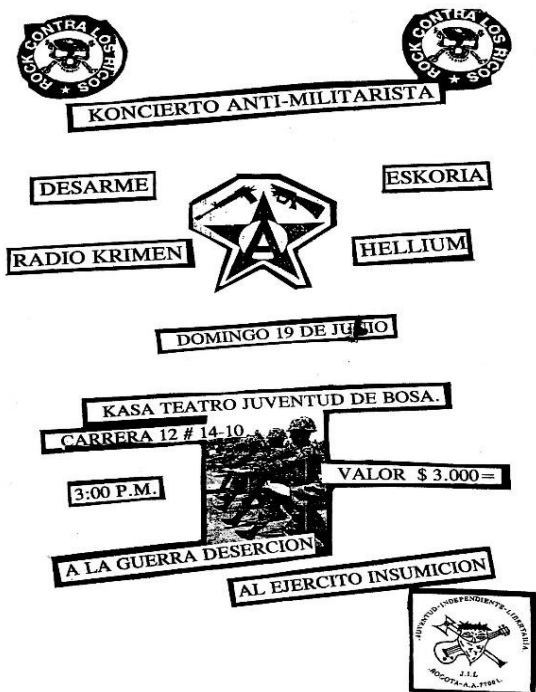 ROCK CONTRA LOS RICOS
ROCK CONTRA LOS RICOS
KONCIERTO ANTI-MILITARISTA
DESARME
ESKORIA
A
RADIO KRIMEN
HELLIUM
DOMINGO 19 DE
KASA TEATRO JUVENTUD DE BOSA.
CARRERA 12 # 14-10
3:00 P.M.
VALOR $ 3.000=
A LA GUERRA DESERCION
AL EJERCITO INSUMICION
JUVENTUD-INDEPENDIENTE-LIBERTARIA
J.I.L
BOGOTA-A.A.